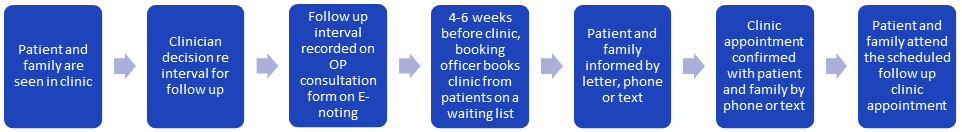 Patient and
family are
seen in clinic
Clinician
decision re
interval for
follow up
Follow up
interval
recorded on
OP
consultation
form on E-
noting
4-6 weeks
before clinic,
booking
officer books
clinic from
patients on a
waiting list
Patient and
family
informed by
letter, phone
or text
Clinic
appointment
confirmed
with patient
and family by
phone or text
Patient and
family attend
the scheduled
follow up
clinic
appointment